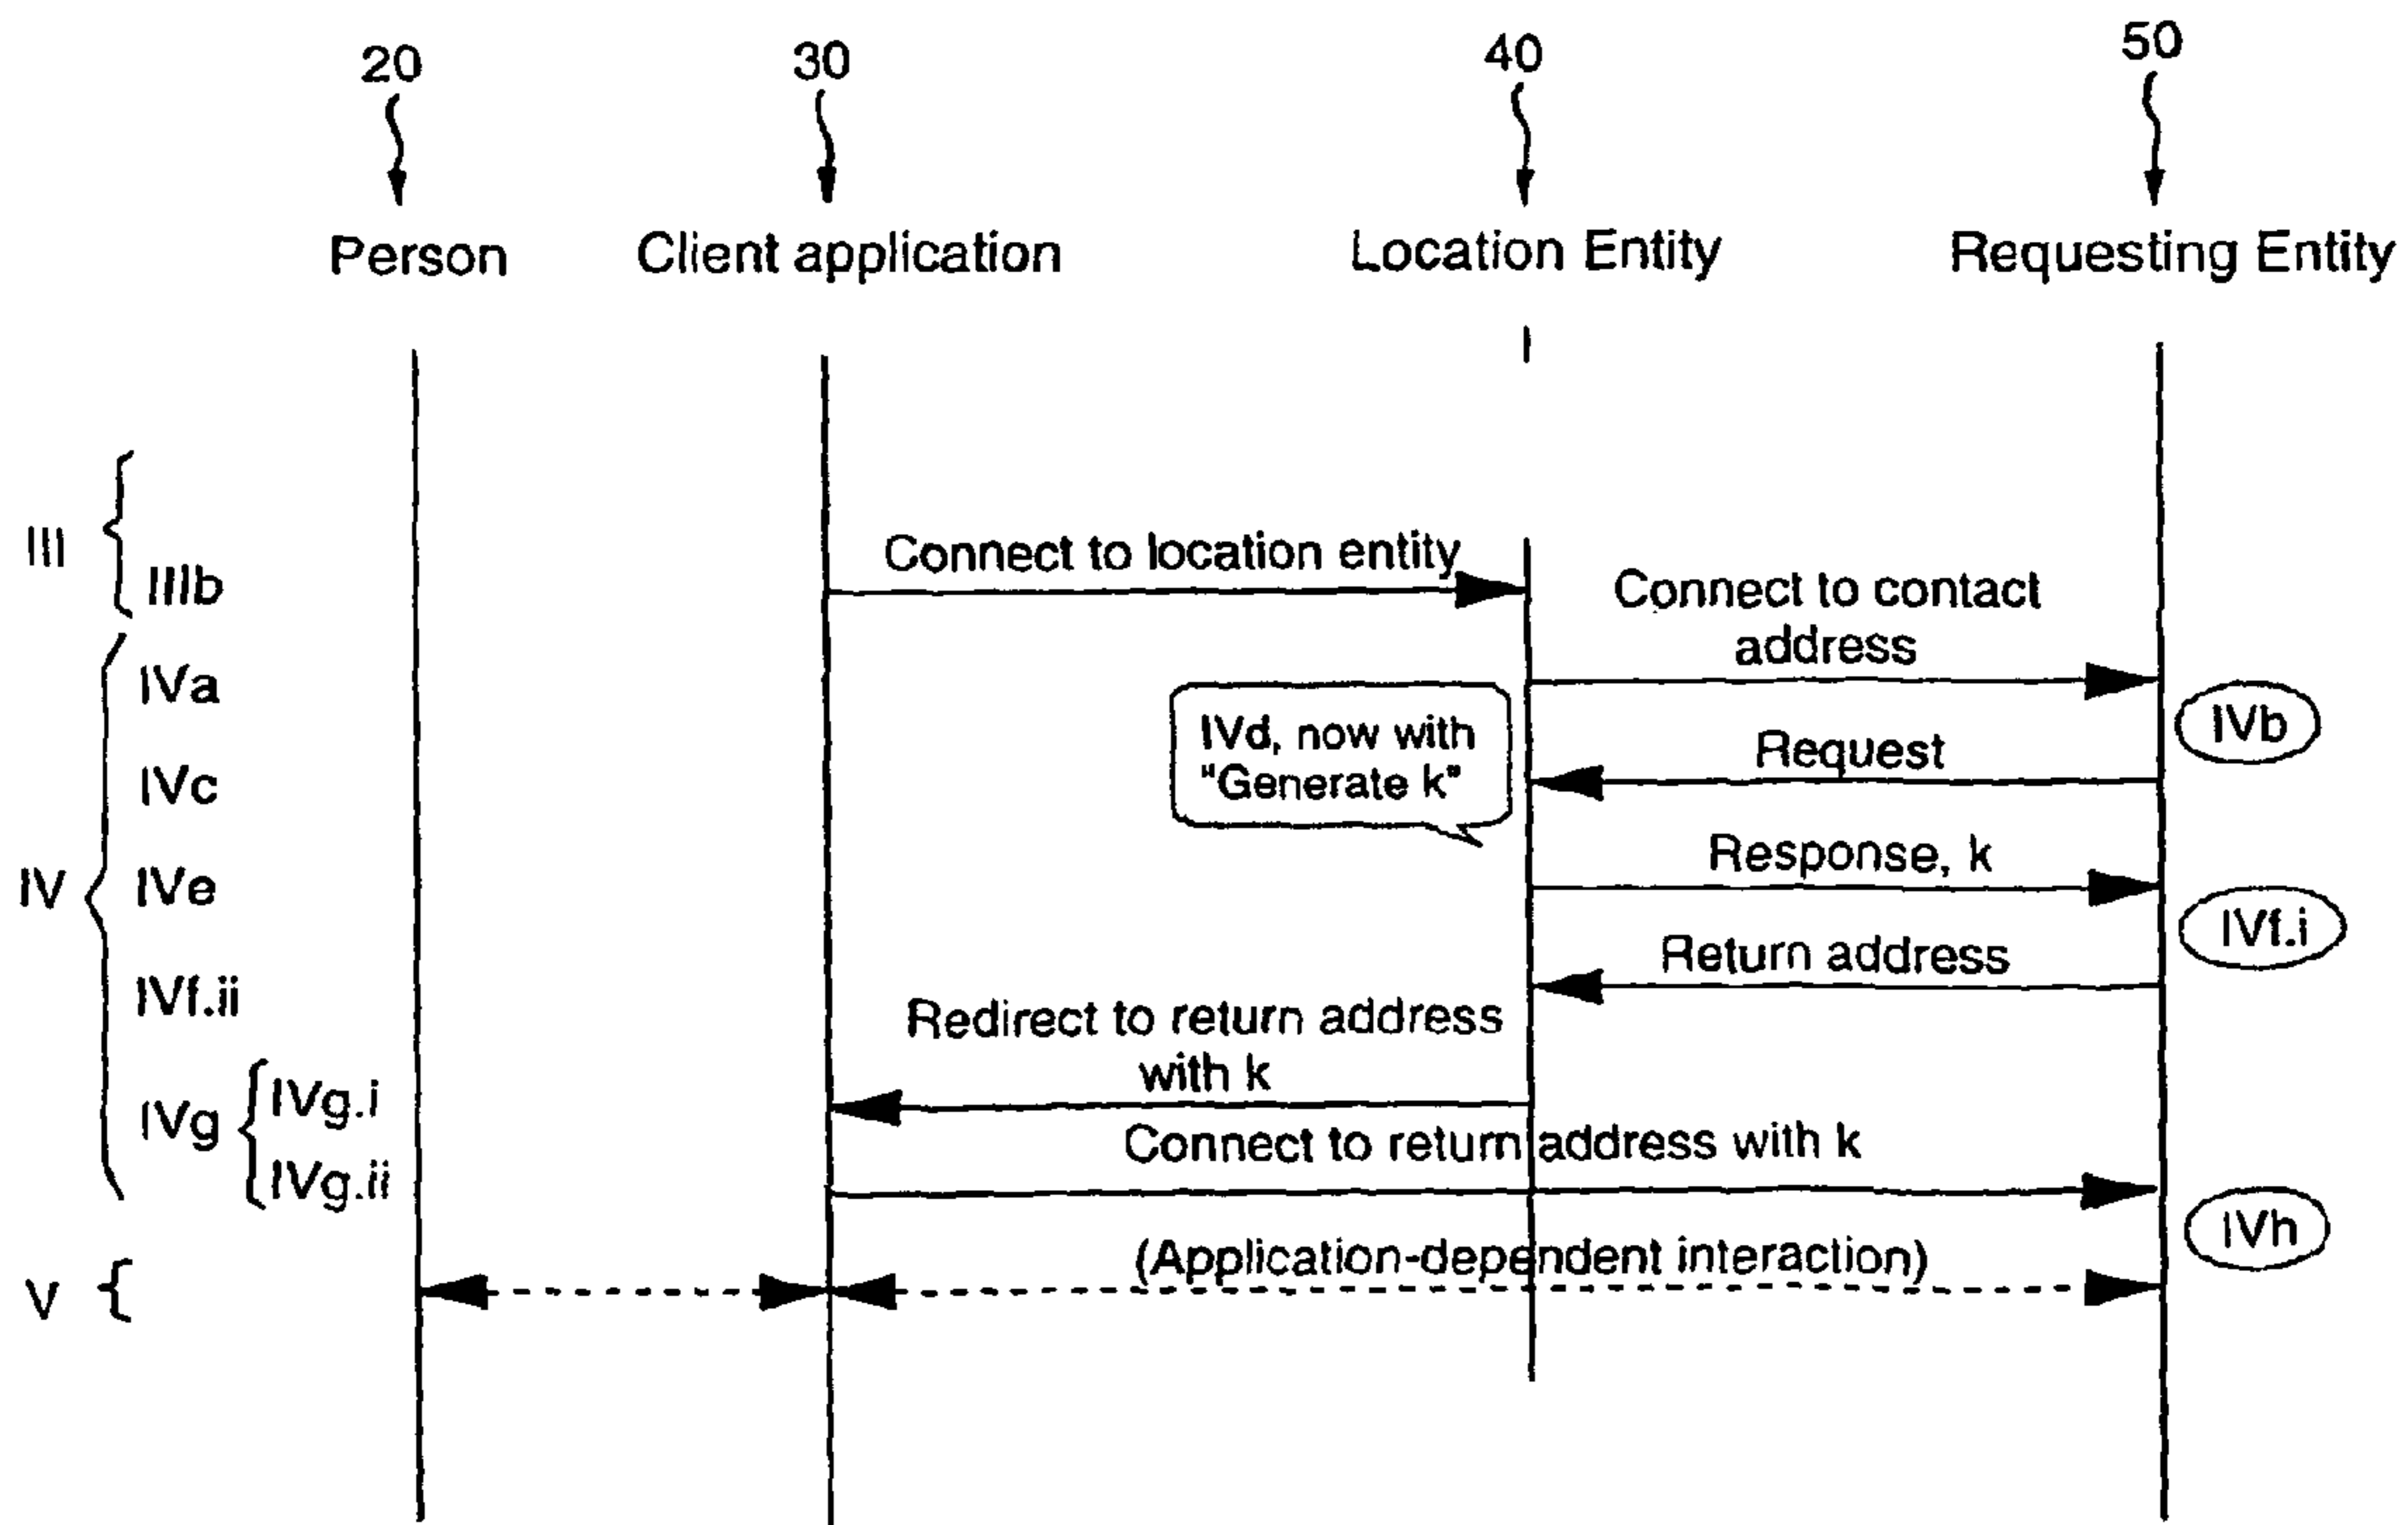 20
30
40
50
Person
Client application
Location Entity
Requesting Entity
III
IIIb
Connect to location entity
Connect to contact
address
IVa
IVd, now with
"Generate k"
IVb
Request
IVc
Response, k
IV
IVe
IVf.i
Return address
IVf.ii
Redirect to return address
with k
IVg
IVg.i
Connect to return address with k
IVg.ii
IVh
(Application-dependent interaction)
V